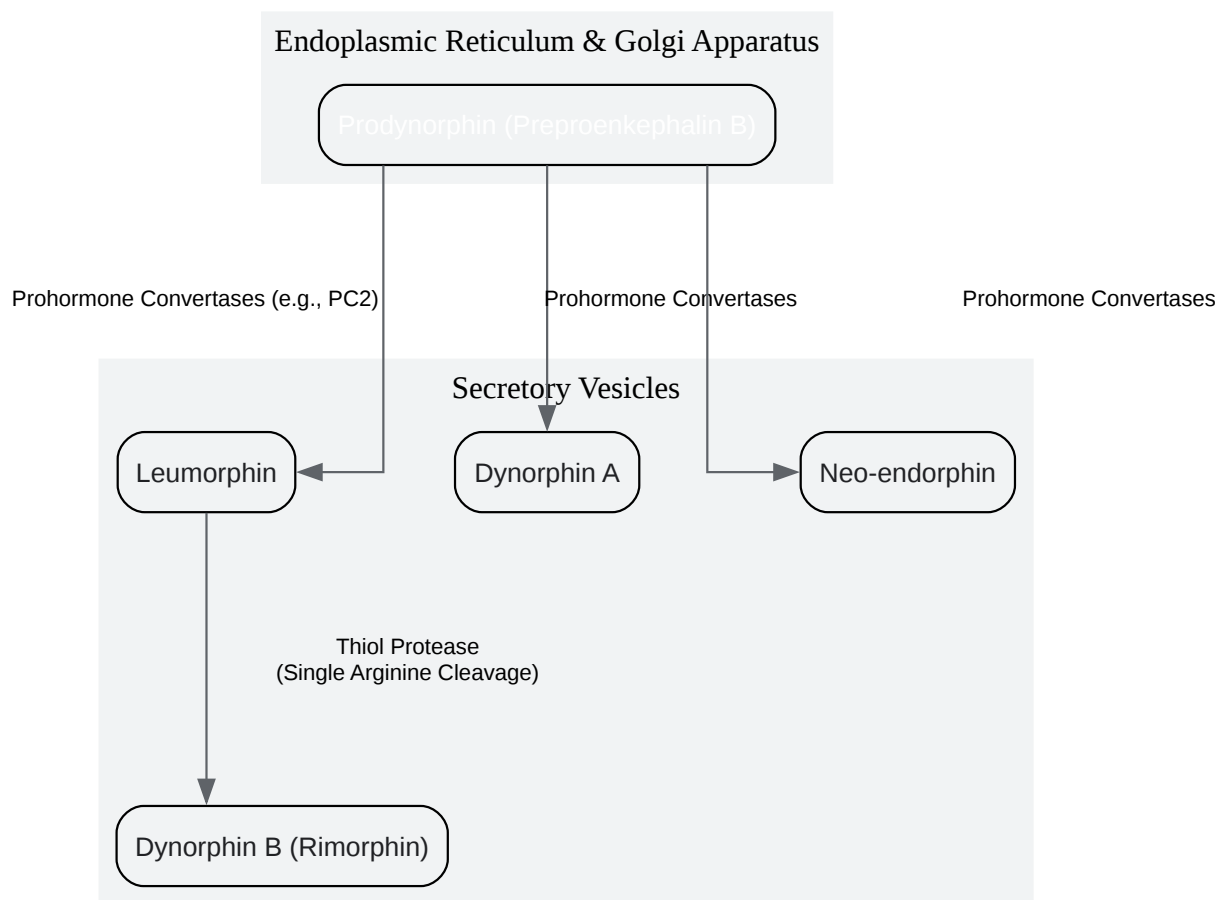 Endoplasmic Reticulum & Golgi Apparatus
Prodynorphin (Preproenkephalin B)
Prohormone Convertases (e.g., PC2)
Prohormone Convertases
Prohormone Convertases
Secretory Vesicles
Leumorphin
Dynorphin A
Neo-endorphin
Thiol Protease
(Single Arginine Cleavage)
Dynorphin B (Rimorphin)